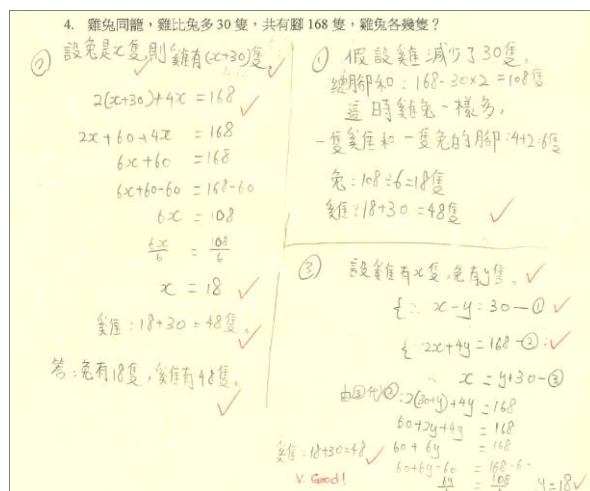 4. 雞兔同籠,雞比兔多 30 隻,共有腳 168 隻,雞兔各幾隻?
② 設兔是x隻,則雞有(x+30)隻。
2(x+30)+4x = 168
2x + 60 + 4x = 168
6x + 60 = 168
6x+60-60 = 168-60
6x = 108
6x/6 = 108/6
x = 18
雞:18+30 = 48隻。
答:兔有18隻,雞有48隻。
① 假設雞減少了30隻,
總腳和:168-30×2=108隻
這時雞兔一樣多,
一隻雞和一隻兔的腳:4+2=6隻
兔:108÷6=18隻
雞:18+30=48隻
③ 設雞有x隻,兔有y隻。
{∵ x-y=30—①
{ 2x+4y=168—②
∴ x=y+30—③
由③代②:2(30+y)+4y=168
60+2y+4y = 168
60+6y = 168
60+6y-60 = 168-60
6y/6 = 108/6 y=18
雞:18+30=48
V. Good!